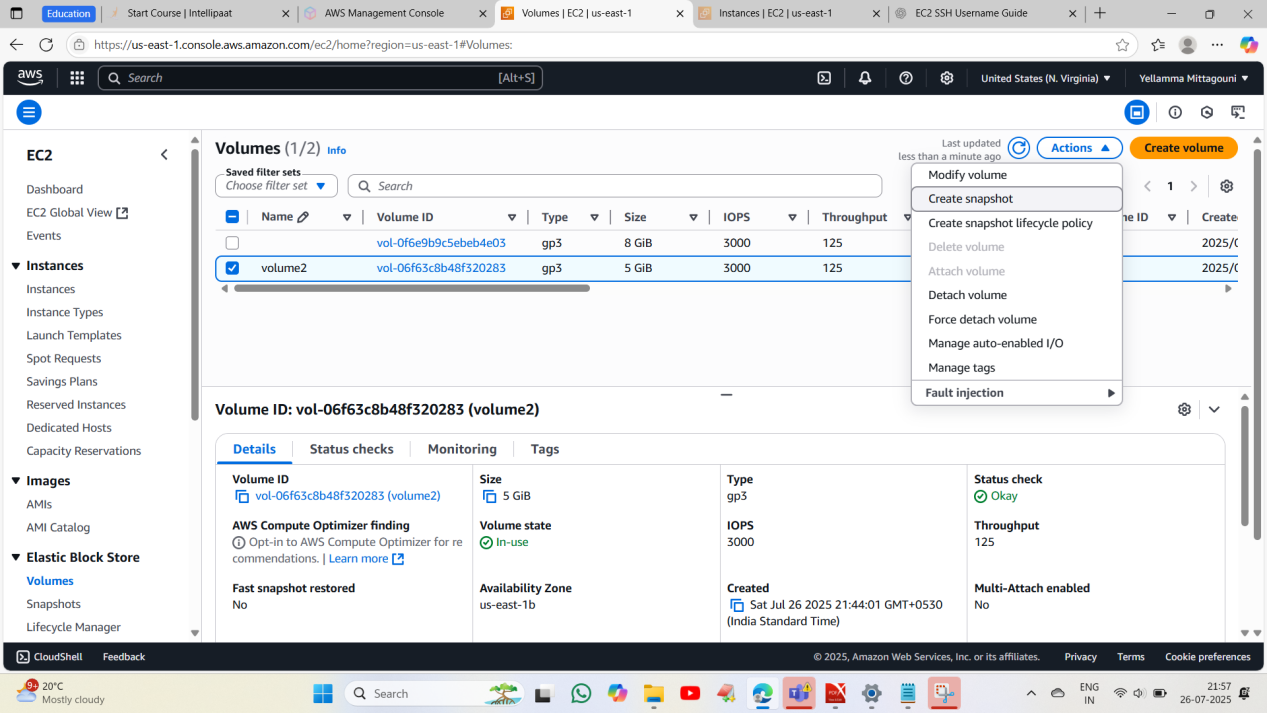 Education
Start Course | Intellipaat
AWS Management Console
Volumes | EC2 | us-east-1
Instances | EC2 | us-east-1
EC2 SSH Username Guide
https://us-east-1.console.aws.amazon.com/ec2/home?region=us-east-1#Volumes:
aws
Search
[Alt+S]
United States (N. Virginia)
Yellamma Mittagouni
EC2
Dashboard
EC2 Global View
Events
Instances
Instances
Instance Types
Launch Templates
Spot Requests
Savings Plans
Reserved Instances
Dedicated Hosts
Capacity Reservations
Images
AMIs
AMI Catalog
Elastic Block Store
Volumes
Snapshots
Lifecycle Manager
Volumes (1/2) Info
Last updated
less than a minute ago
Actions
Create volume
Saved filter sets
Choose filter set
Search
1
Name
Volume ID
Type
Size
IOPS
Throughput
ne ID
Create
vol-0f6e9b9c5ebeb4e03 gp3 8 GiB 3000 125 2025/0
volume2 vol-06f63c8b48f320283 gp3 5 GiB 3000 125 2025/0
Modify volume
Create snapshot
Create snapshot lifecycle policy
Delete volume
Attach volume
Detach volume
Force detach volume
Manage auto-enabled I/O
Manage tags
Fault injection
Volume ID: vol-06f63c8b48f320283 (volume2)
Details
Status checks
Monitoring
Tags
Volume ID
vol-06f63c8b48f320283 (volume2)
Size
5 GiB
Type
gp3
Status check
Okay
AWS Compute Optimizer finding
Opt-in to AWS Compute Optimizer for re
commendations. | Learn more
Volume state
In-use
IOPS
3000
Throughput
125
Fast snapshot restored
No
Availability Zone
us-east-1b
Created
Sat Jul 26 2025 21:44:01 GMT+0530
(India Standard Time)
Multi-Attach enabled
No
CloudShell
Feedback
© 2025, Amazon Web Services, Inc. or its affiliates.
Privacy
Terms
Cookie preferences
9+
20°C
Mostly cloudy
Search
ENG
IN
21:57
26-07-2025